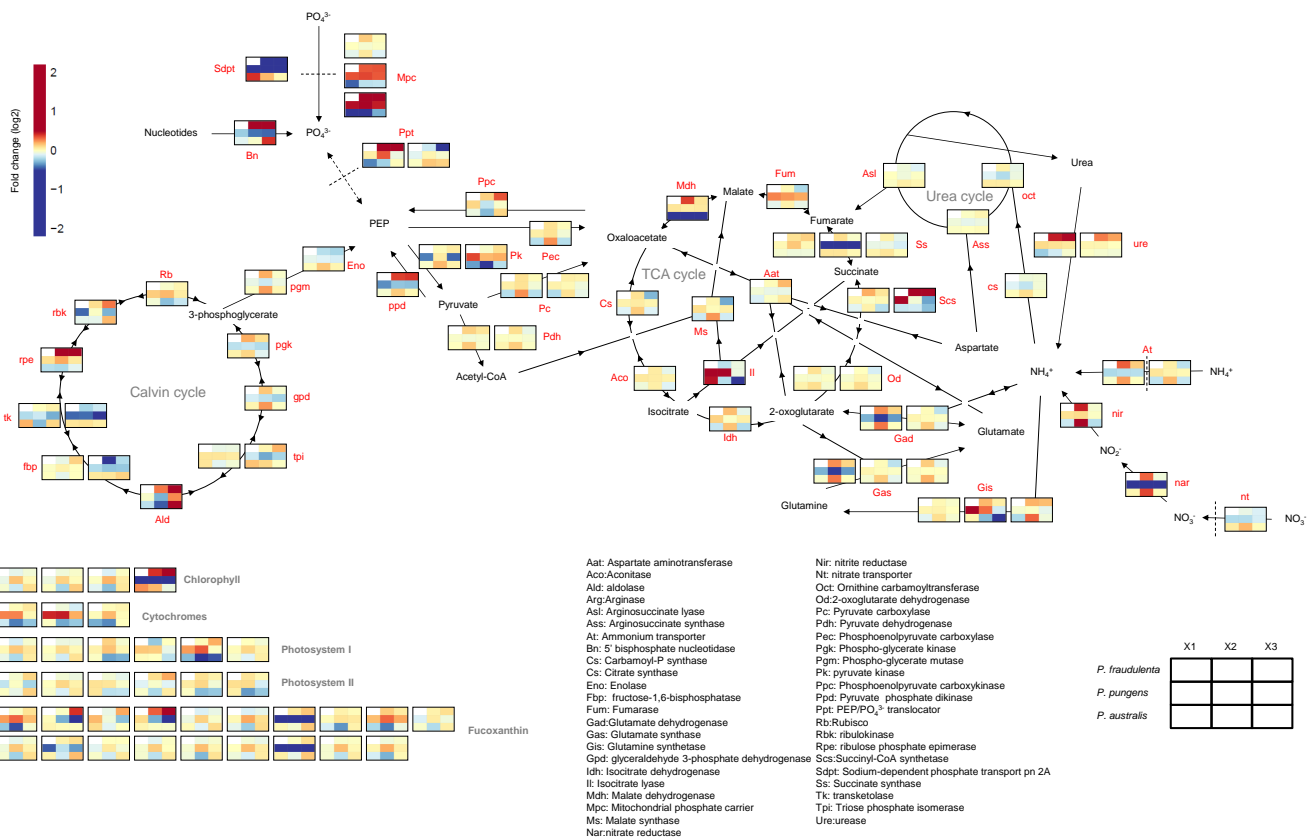 PO₄³⁻
2
1
0
−1
−2
Fold change (log2)
Sdpt
Mpc
Nucleotides
PO₄³⁻
Bn
Ppt
Urea
Asl
oct
Urea cycle
Ppc
Mdh
Malate
Fum
PEP
Fumarate
Ass
ure
Oxaloacetate
Ss
Pk
Pec
Eno
TCA cycle
Aat
Succinate
Rb
pgm
ppd
Pc
Cs
Scs
cs
rbk
3-phosphoglycerate
Pyruvate
Ms
Pdh
rpe
pgk
Aspartate
At
Acetyl-CoA
Aco
Il
Od
NH₄⁺
NH₄⁺
Calvin cycle
gpd
tk
Isocitrate
2-oxoglutarate
nir
Idh
Gad
Glutamate
fbp
tpi
NO₂⁻
Gas
Gis
nar
nt
Ald
Glutamine
NO₃⁻
NO₃⁻
Chlorophyll
Cytochromes
Photosystem I
Photosystem II
Fucoxanthin
Aat: Aspartate aminotransferase
Aco:Aconitase
Ald: aldolase
Arg:Arginase
Asl: Arginosuccinate lyase
Ass: Arginosuccinate synthase
At: Ammonium transporter
Bn: 5' bisphosphate nucleotidase
Cs: Carbamoyl-P synthase
Cs: Citrate synthase
Eno: Enolase
Fbp: fructose-1,6-bisphosphatase
Fum: Fumarase
Gad:Glutamate dehydrogenase
Gas: Glutamate synthase
Gis: Glutamine synthetase
Gpd: glyceraldehyde 3-phosphate dehydrogenase
Idh: Isocitrate dehydrogenase
Il: Isocitrate lyase
Mdh: Malate dehydrogenase
Mpc: Mitochondrial phosphate carrier
Ms: Malate synthase
Nar:nitrate reductase
Nir: nitrite reductase
Nt: nitrate transporter
Oct: Ornithine carbamoyltransferase
Od:2-oxoglutarate dehydrogenase
Pc: Pyruvate carboxylase
Pdh: Pyruvate dehydrogenase
Pec: Phosphoenolpyruvate carboxylase
Pgk: Phospho-glycerate kinase
Pgm: Phospho-glycerate mutase
Pk: pyruvate kinase
Ppc: Phosphoenolpyruvate carboxykinase
Ppd: Pyruvate phosphate dikinase
Ppt: PEP/PO₄³⁻ translocator
Rb:Rubisco
Rbk: ribulokinase
Rpe: ribulose phosphate epimerase
Scs:Succinyl-CoA synthetase
Sdpt: Sodium-dependent phosphate transport pn 2A
Ss: Succinate synthase
Tk: transketolase
Tpi: Triose phosphate isomerase
Ure:urease
X1 X2 X3
P. fraudulenta
P. pungens
P. australis